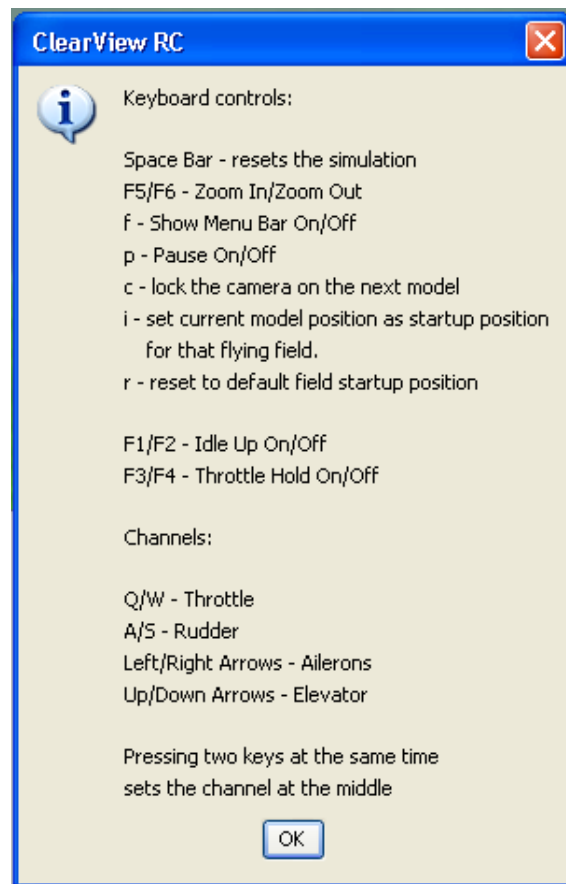 ClearView RC
Keyboard controls:
Space Bar - resets the simulation
F5/F6 - Zoom In/Zoom Out
f - Show Menu Bar On/Off
p - Pause On/Off
c - lock the camera on the next model
i - set current model position as startup position
for that flying field.
r - reset to default field startup position
F1/F2 - Idle Up On/Off
F3/F4 - Throttle Hold On/Off
Channels:
Q/W - Throttle
A/S - Rudder
Left/Right Arrows - Ailerons
Up/Down Arrows - Elevator
Pressing two keys at the same time
sets the channel at the middle
OK